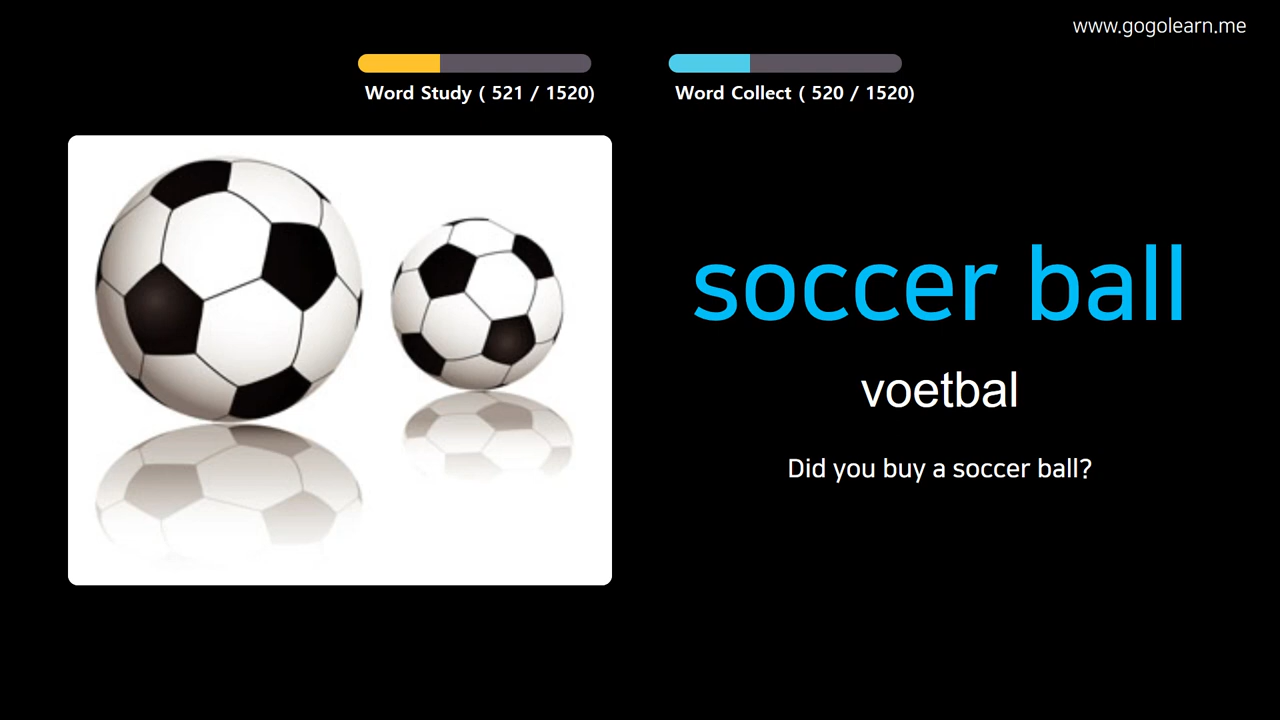 www.gogolearn.me
Word Study ( 521 / 1520)
Word Collect ( 520 / 1520)
soccer ball
voetbal
Did you buy a soccer ball?